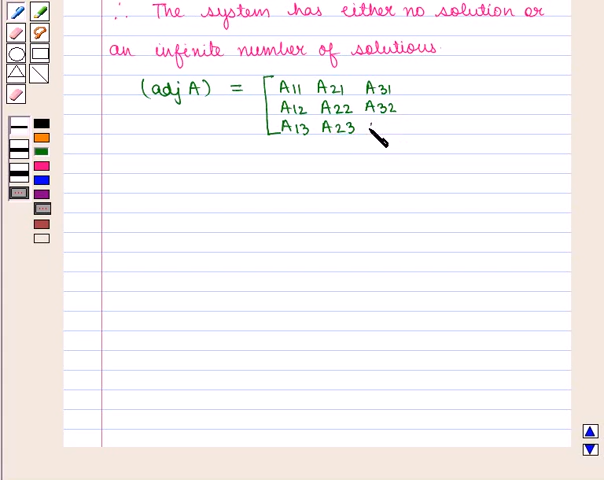 ∴ The system has either no solution or
an infinite number of solutions.
(adj A) = [ A11 A21 A31
A12 A22 A32
A13 A23